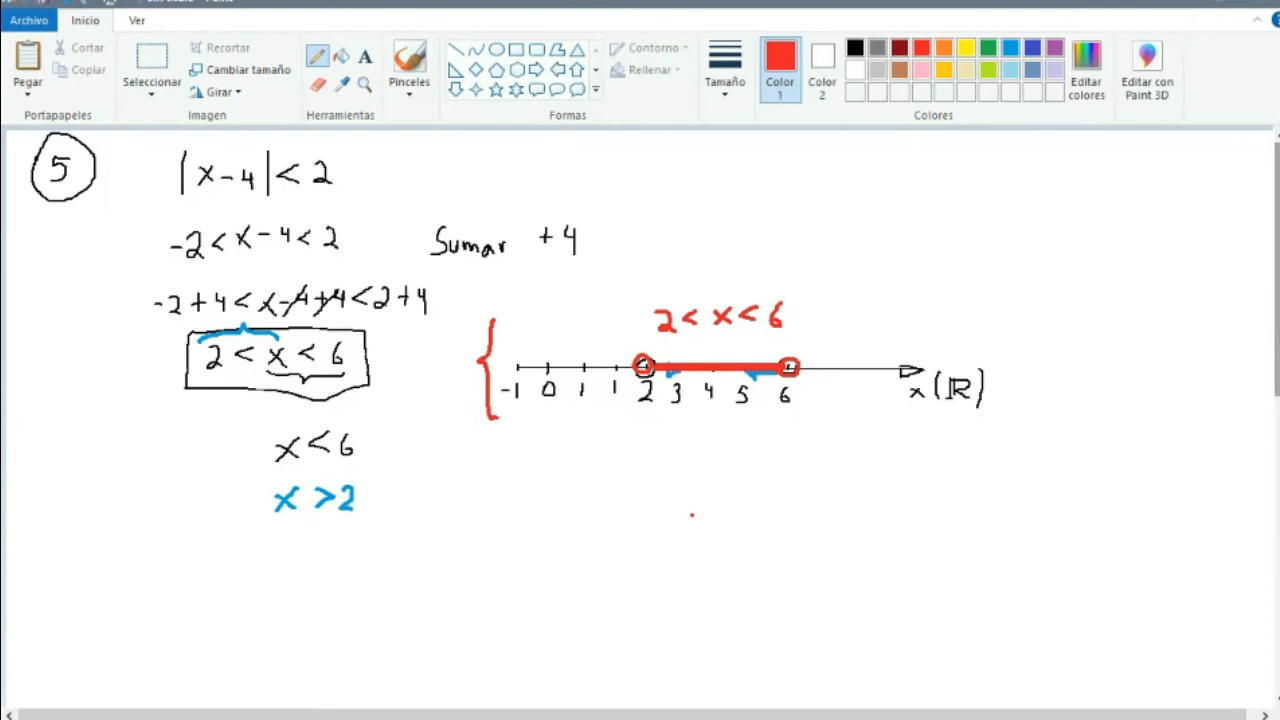 Archivo Inicio Ver
Pegar
Cortar
Copiar
Portapapeles
Seleccionar
Recortar
Cambiar tamaño
Girar
Imagen
A
Herramientas
Pinceles
Contorno
Rellenar
Formas
Tamaño
Color 1
Color 2
Editar colores
Editar con Paint 3D
Colores
5
|x-4|<2
-2<x-4<2 Sumar +4
-2+4<x-4+4<2+4
2<x<6
2<x<6
-1 0 1 1 2 3 4 5 6 x(ℝ)
x<6
x>2